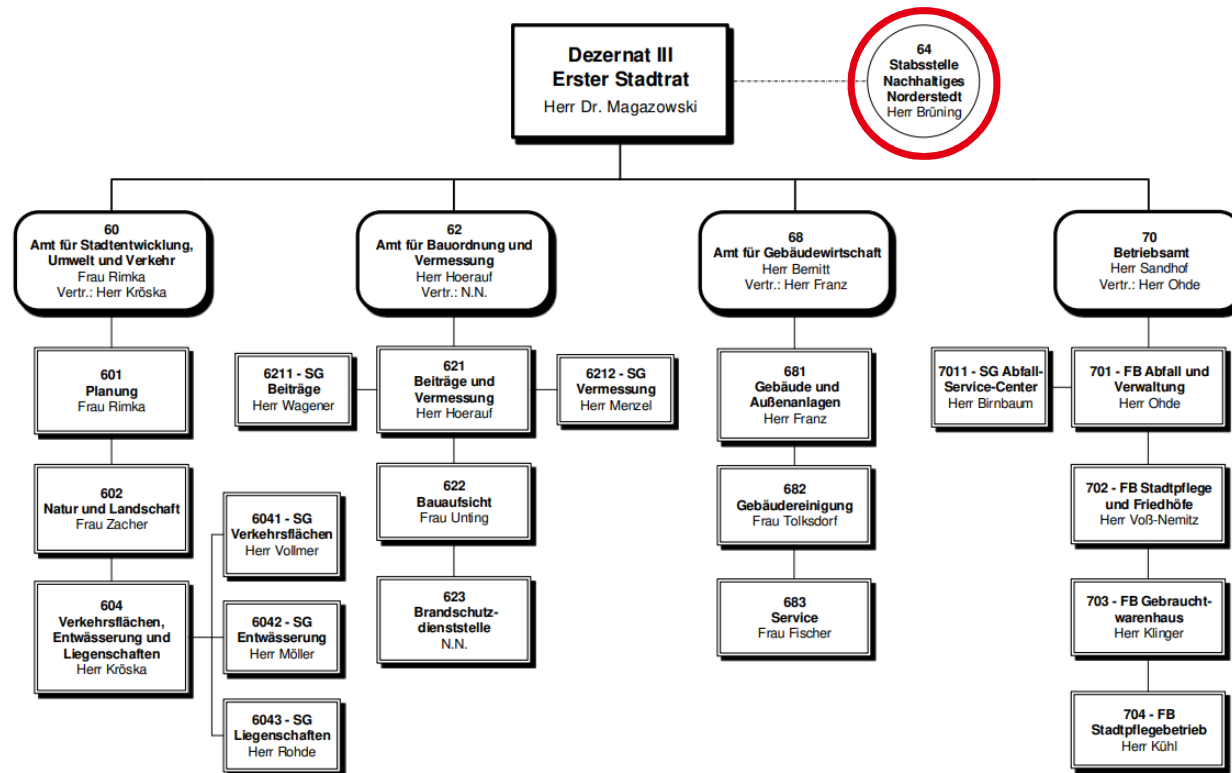 Dezernat III
Erster Stadtrat
Herr Dr. Magazowski
64
Stabsstelle
Nachhaltiges
Norderstedt
Herr Brüning
60
Amt für Stadtentwicklung,
Umwelt und Verkehr
Frau Rimka
Vertr.: Herr Kröska
62
Amt für Bauordnung und
Vermessung
Herr Hoerauf
Vertr.: N.N.
68
Amt für Gebäudewirtschaft
Herr Bernitt
Vertr.: Herr Franz
70
Betriebsamt
Herr Sandhof
Vertr.: Herr Ohde
601
Planung
Frau Rimka
6211 - SG
Beiträge
Herr Wagener
621
Beiträge und
Vermessung
Herr Hoerauf
6212 - SG
Vermessung
Herr Menzel
681
Gebäude und
Außenanlagen
Herr Franz
7011 - SG Abfall-
Service-Center
Herr Birnbaum
701 - FB Abfall und
Verwaltung
Herr Ohde
602
Natur und Landschaft
Frau Zacher
6041 - SG
Verkehrsflächen
Herr Vollmer
622
Bauaufsicht
Frau Unting
682
Gebäudereinigung
Frau Tolksdorf
702 - FB Stadtpflege
und Friedhöfe
Herr Voß-Nemitz
604
Verkehrsflächen,
Entwässerung und
Liegenschaften
Herr Kröska
6042 - SG
Entwässerung
Herr Möller
623
Brandschutz-
dienststelle
N.N.
683
Service
Frau Fischer
703 - FB Gebraucht-
warenhaus
Herr Klinger
6043 - SG
Liegenschaften
Herr Rohde
704 - FB
Stadtpflegebetrieb
Herr Kühl